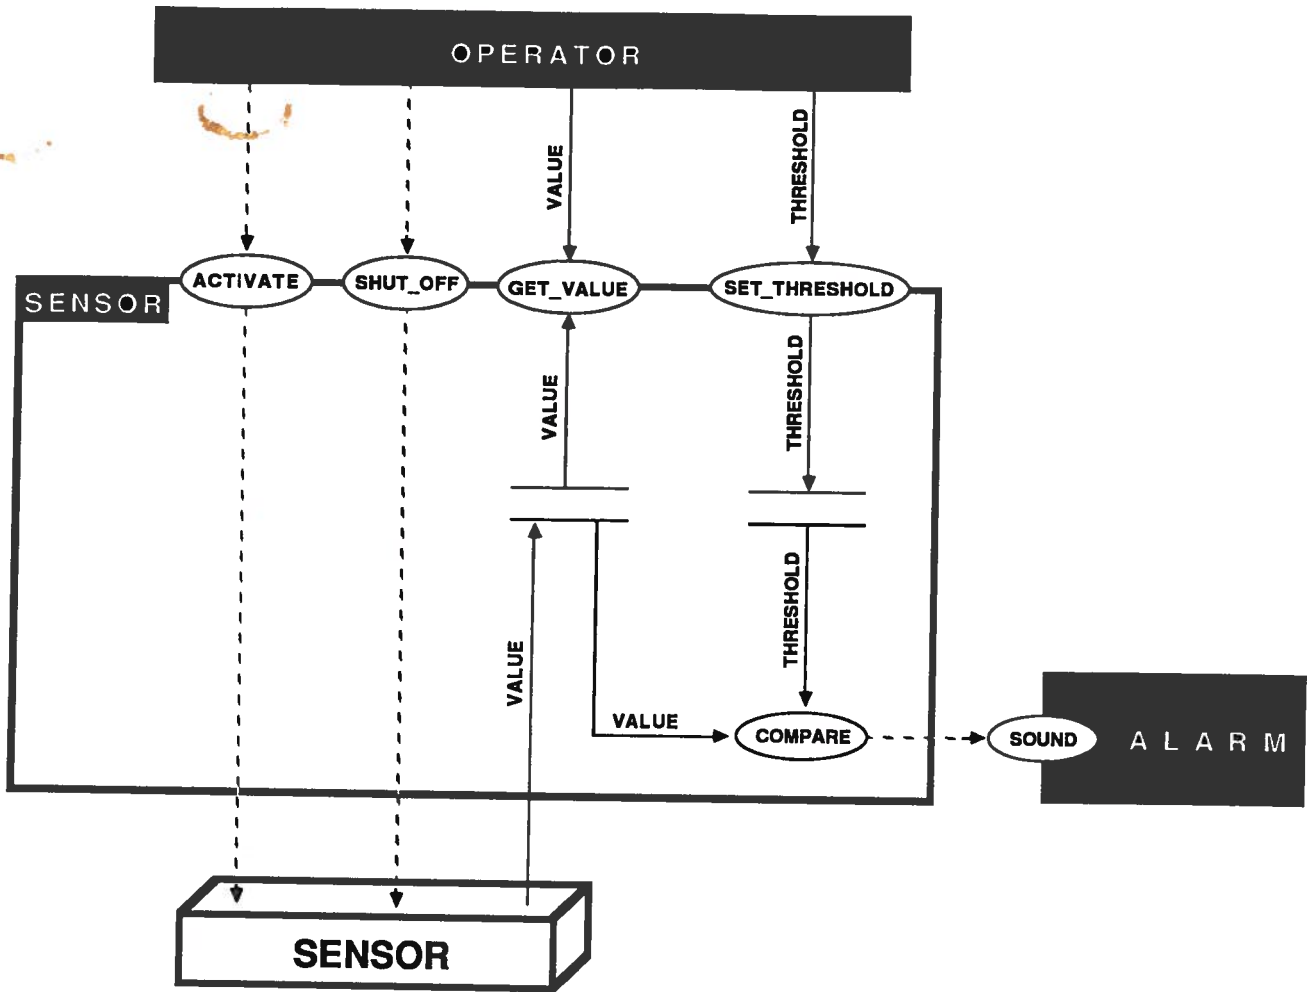 OPERATOR
VALUE
THRESHOLD
SENSOR
ACTIVATE
SHUT_OFF
GET_VALUE
SET_THRESHOLD
VALUE
THRESHOLD
THRESHOLD
VALUE
VALUE
COMPARE
SOUND
ALARM
SENSOR